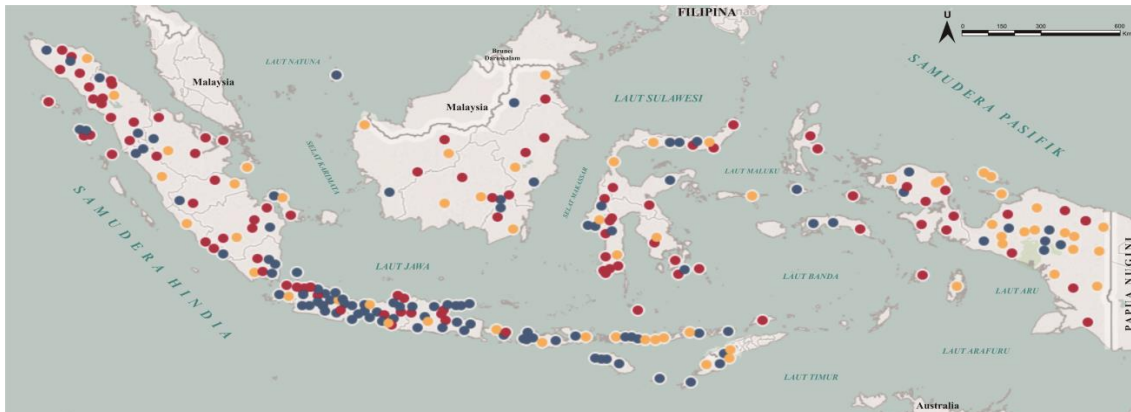 FILIPINA
U
0 150 300 600
Km
SAMUDERA PASIFIK
Brunei
Darussalam
LAUT NATUNA
Malaysia
Malaysia
LAUT SULAWESI
SELAT KARIMATA
SELAT MAKASSAR
LAUT MALUKU
SAMUDERA HINDIA
LAUT JAWA
LAUT BANDA
LAUT ARU
PAPUA NUGINI
LAUT ARAFURU
LAUT TIMUR
Australia